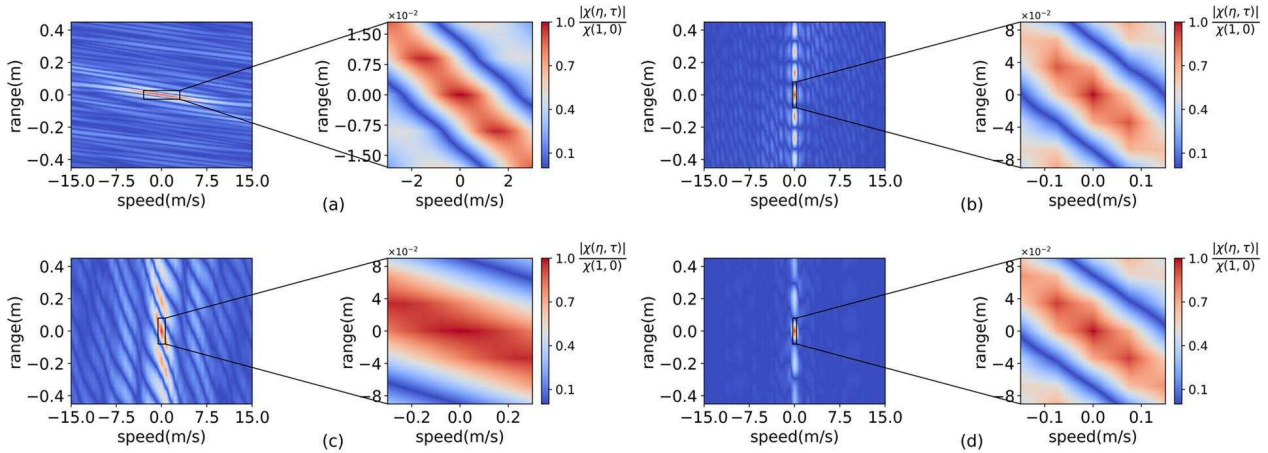 0.4
0.2
0.0
−0.2
−0.4
range(m)
−15.0 −7.5 0.0 7.5 15.0
speed(m/s)
×10⁻²
1.50
0.75
0.00
−0.75
−1.50
range(m)
−2 0 2
speed(m/s)
1.0
0.7
0.4
0.1
|χ(η, τ)|
χ(1, 0)
(a)
0.4
0.2
0.0
−0.2
−0.4
range(m)
−15.0 −7.5 0.0 7.5 15.0
speed(m/s)
×10⁻²
8
4
0
−4
−8
range(m)
−0.1 0.0 0.1
speed(m/s)
1.0
0.7
0.4
0.1
|χ(η, τ)|
χ(1, 0)
(b)
0.4
0.2
0.0
−0.2
−0.4
range(m)
−15.0 −7.5 0.0 7.5 15.0
speed(m/s)
×10⁻²
8
4
0
−4
−8
range(m)
−0.2 0.0 0.2
speed(m/s)
1.0
0.7
0.4
0.1
|χ(η, τ)|
χ(1, 0)
(c)
0.4
0.2
0.0
−0.2
−0.4
range(m)
−15.0 −7.5 0.0 7.5 15.0
speed(m/s)
×10⁻²
8
4
0
−4
−8
range(m)
−0.1 0.0 0.1
speed(m/s)
1.0
0.7
0.4
0.1
|χ(η, τ)|
χ(1, 0)
(d)